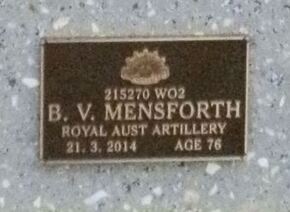 215270 WO2
B. V. MENSFORTH
ROYAL AUST ARTILLERY
21. 3. 2014 AGE 76